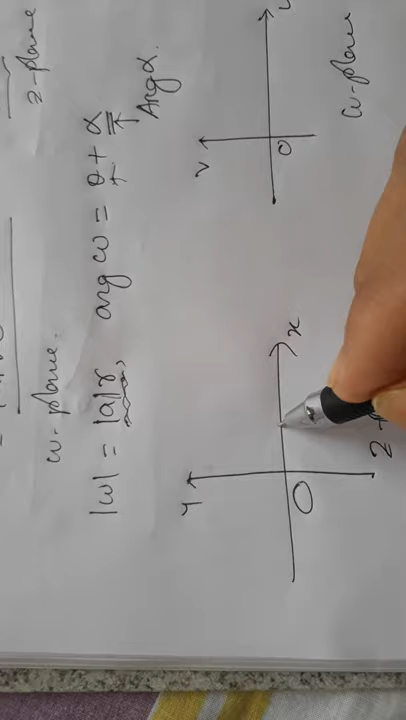 z-plane
w-plane.
|w| = |a|r, arg w = θ + α
Arg α.
Y
x
O
v
O
w-plane